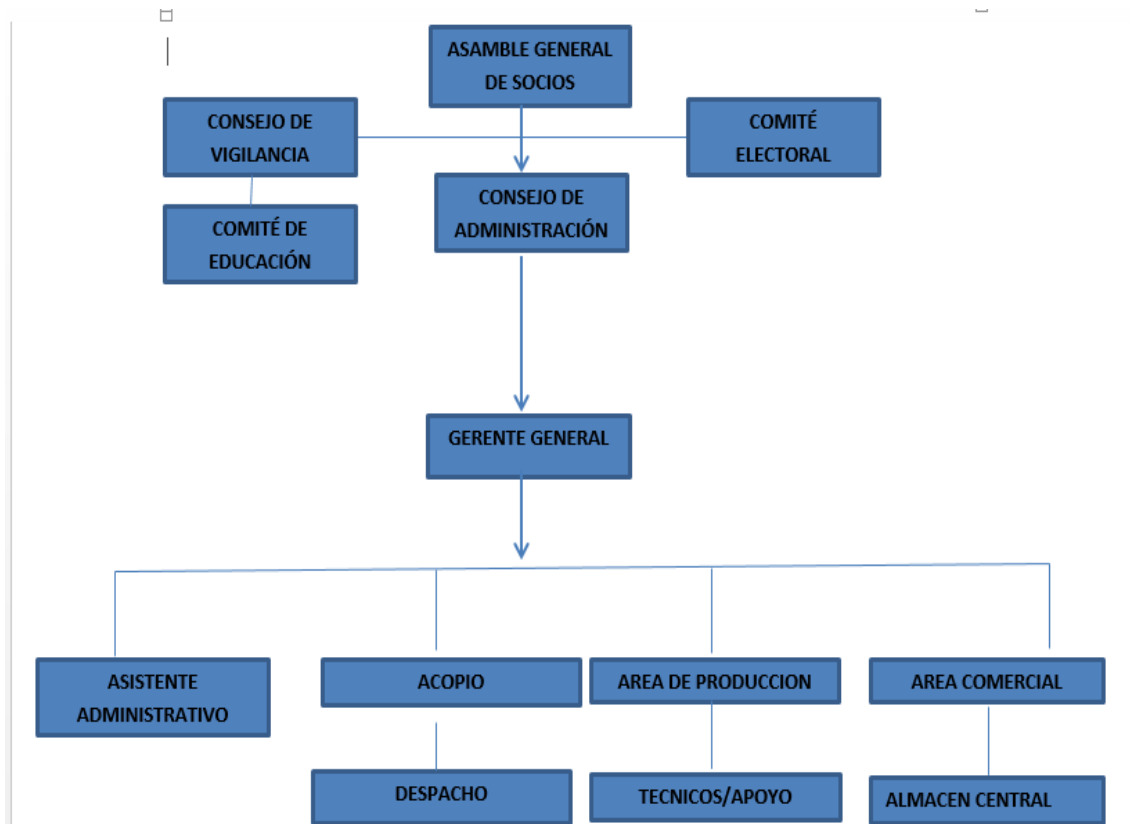 ASAMBLE GENERAL
DE SOCIOS
CONSEJO DE
VIGILANCIA
COMITÉ
ELECTORAL
CONSEJO DE
ADMINISTRACIÓN
COMITÉ DE
EDUCACIÓN
GERENTE GENERAL
ASISTENTE
ADMINISTRATIVO
ACOPIO
AREA DE PRODUCCION
AREA COMERCIAL
DESPACHO
TECNICOS/APOYO
ALMACEN CENTRAL